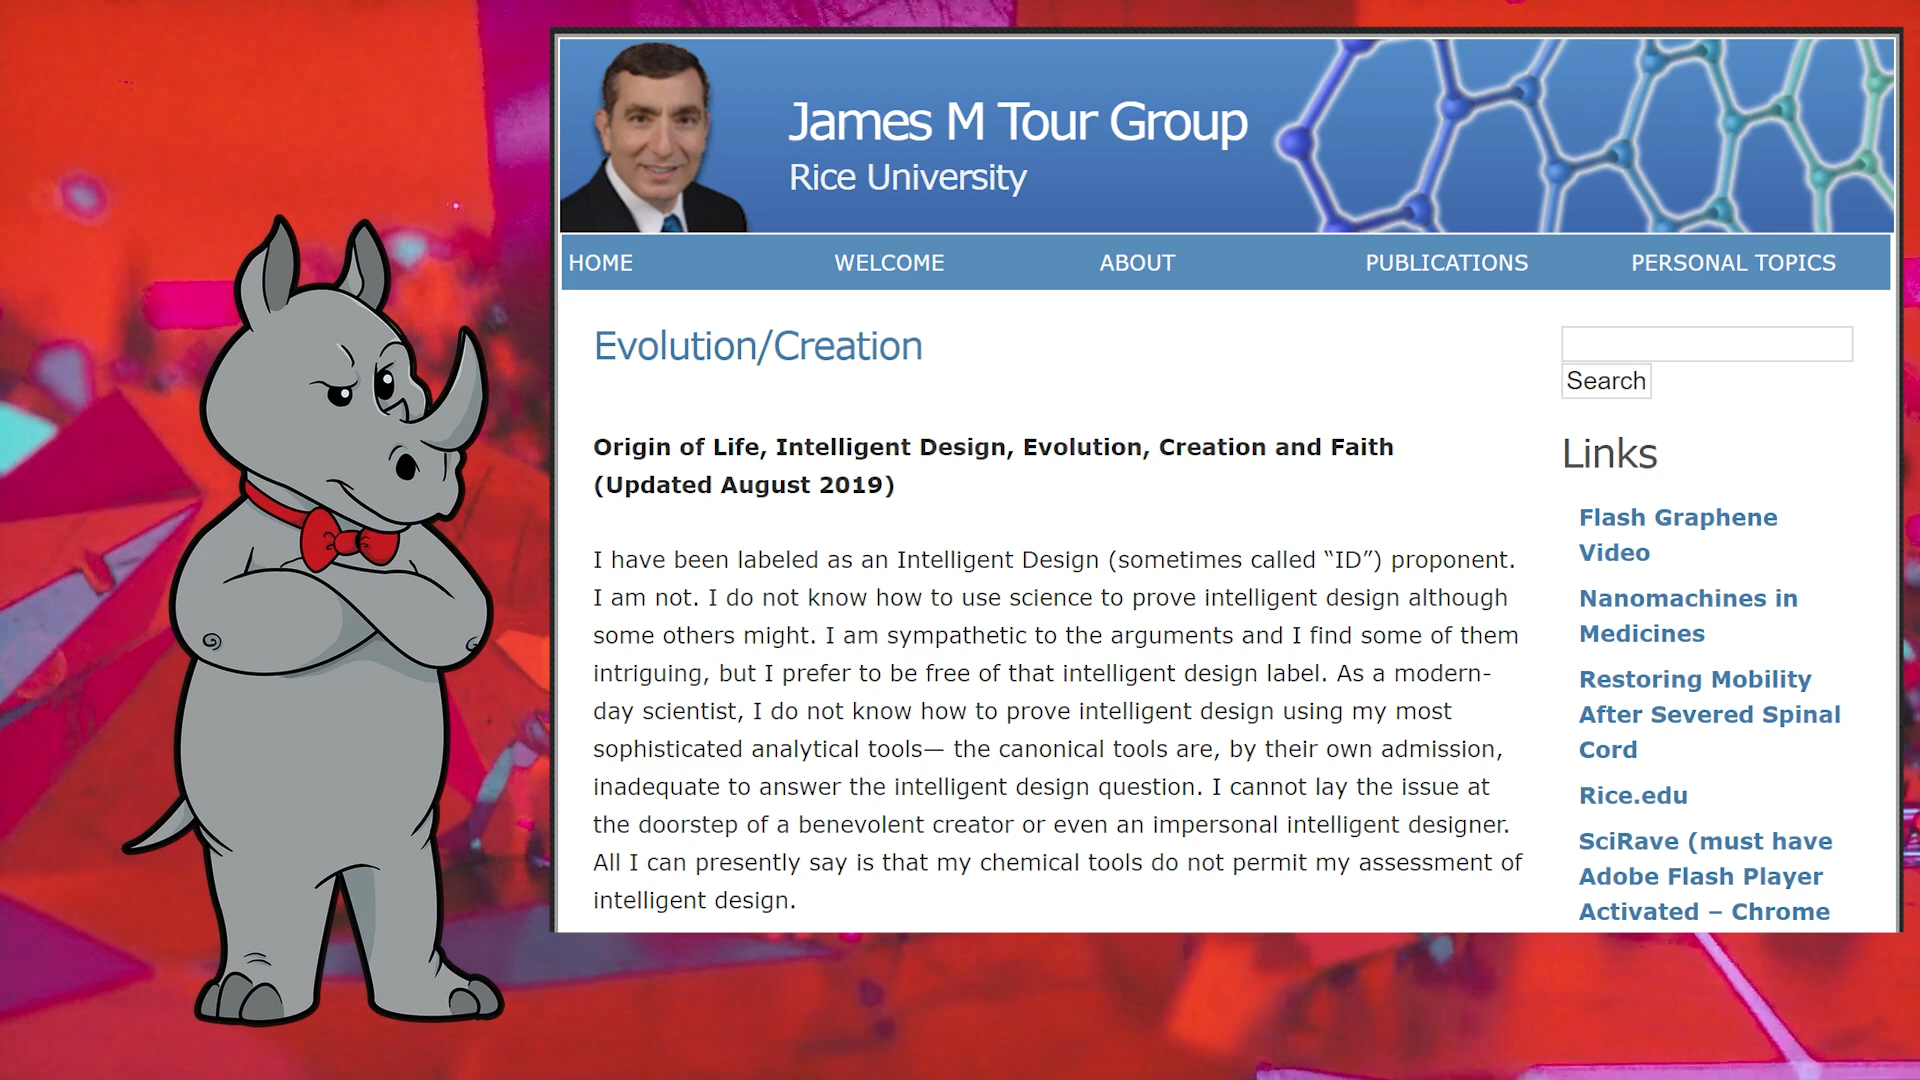 James M Tour Group
Rice University
HOME
WELCOME
ABOUT
PUBLICATIONS
PERSONAL TOPICS
Evolution/Creation
Origin of Life, Intelligent Design, Evolution, Creation and Faith
(Updated August 2019)
I have been labeled as an Intelligent Design (sometimes called “ID”) proponent.
I am not. I do not know how to use science to prove intelligent design although
some others might. I am sympathetic to the arguments and I find some of them
intriguing, but I prefer to be free of that intelligent design label. As a modern-
day scientist, I do not know how to prove intelligent design using my most
sophisticated analytical tools— the canonical tools are, by their own admission,
inadequate to answer the intelligent design question. I cannot lay the issue at
the doorstep of a benevolent creator or even an impersonal intelligent designer.
All I can presently say is that my chemical tools do not permit my assessment of
intelligent design.
Search
Links
Flash Graphene
Video
Nanomachines in
Medicines
Restoring Mobility
After Severed Spinal
Cord
Rice.edu
SciRave (must have
Adobe Flash Player
Activated – Chrome